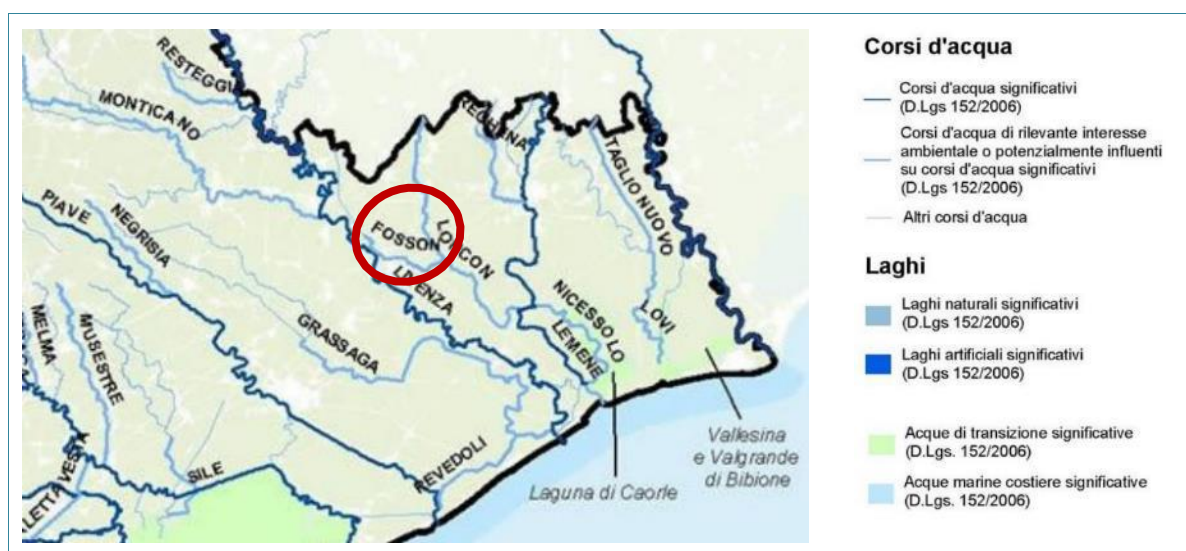 RESTEGGI
MONTICANO
PIAVE
NEGRISIA
FOSSON
LONCON
REGHENA
TAGLIO NUOVO
LIVENZA
GRASSAGA
NICESSOLO
LEMENE
LOVI
MELMA
MUSESTRE
SILE
REVEDOLI
Laguna di Caorle
Vallesina
e Valgrande
di Bibione
Corsi d'acqua
Corsi d'acqua significativi
(D.Lgs 152/2006)
Corsi d'acqua di rilevante interesse
ambientale o potenzialmente influenti
su corsi d'acqua significativi
(D.Lgs 152/2006)
Altri corsi d'acqua
Laghi
Laghi naturali significativi
(D.Lgs 152/2006)
Laghi artificiali significativi
(D.Lgs 152/2006)
Acque di transizione significative
(D.Lgs. 152/2006)
Acque marine costiere significative
(D.Lgs. 152/2006)